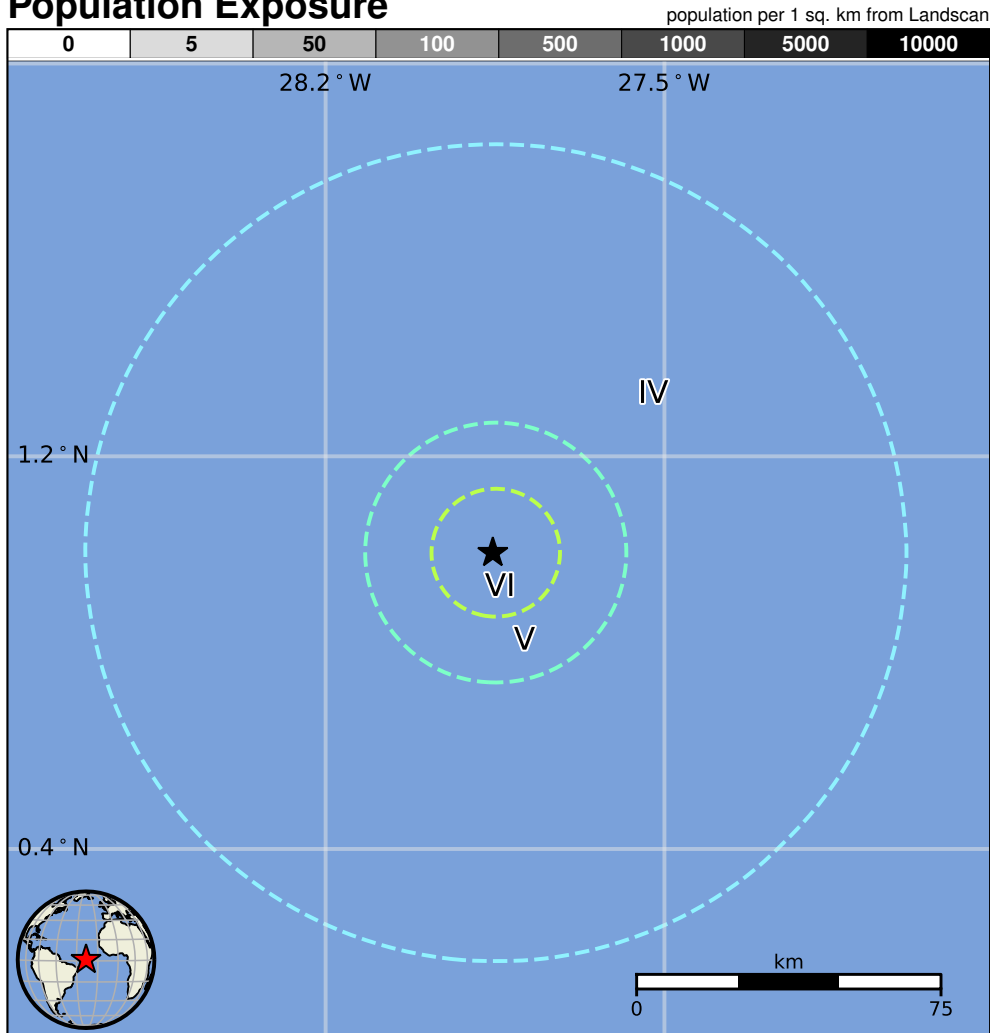 Population Exposure
population per 1 sq. km from Landscan
0 5 50 100 500 1000 5000 10000
28.2°W 27.5°W
IV
1.2°N
VI
V
0.4°N
km
0 75